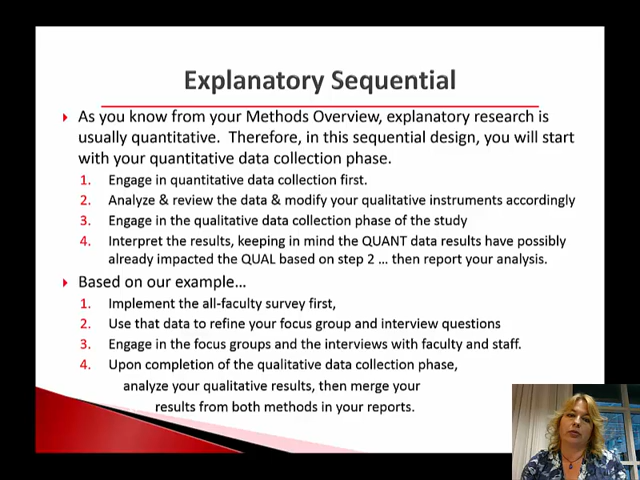 Explanatory Sequential
As you know from your Methods Overview, explanatory research is
usually quantitative. Therefore, in this sequential design, you will start
with your quantitative data collection phase.
1. Engage in quantitative data collection first.
2. Analyze & review the data & modify your qualitative instruments accordingly
3. Engage in the qualitative data collection phase of the study
4. Interpret the results, keeping in mind the QUANT data results have possibly
already impacted the QUAL based on step 2 … then report your analysis.
Based on our example…
1. Implement the all-faculty survey first,
2. Use that data to refine your focus group and interview questions
3. Engage in the focus groups and the interviews with faculty and staff.
4. Upon completion of the qualitative data collection phase,
analyze your qualitative results, then merge your
results from both methods in your reports.